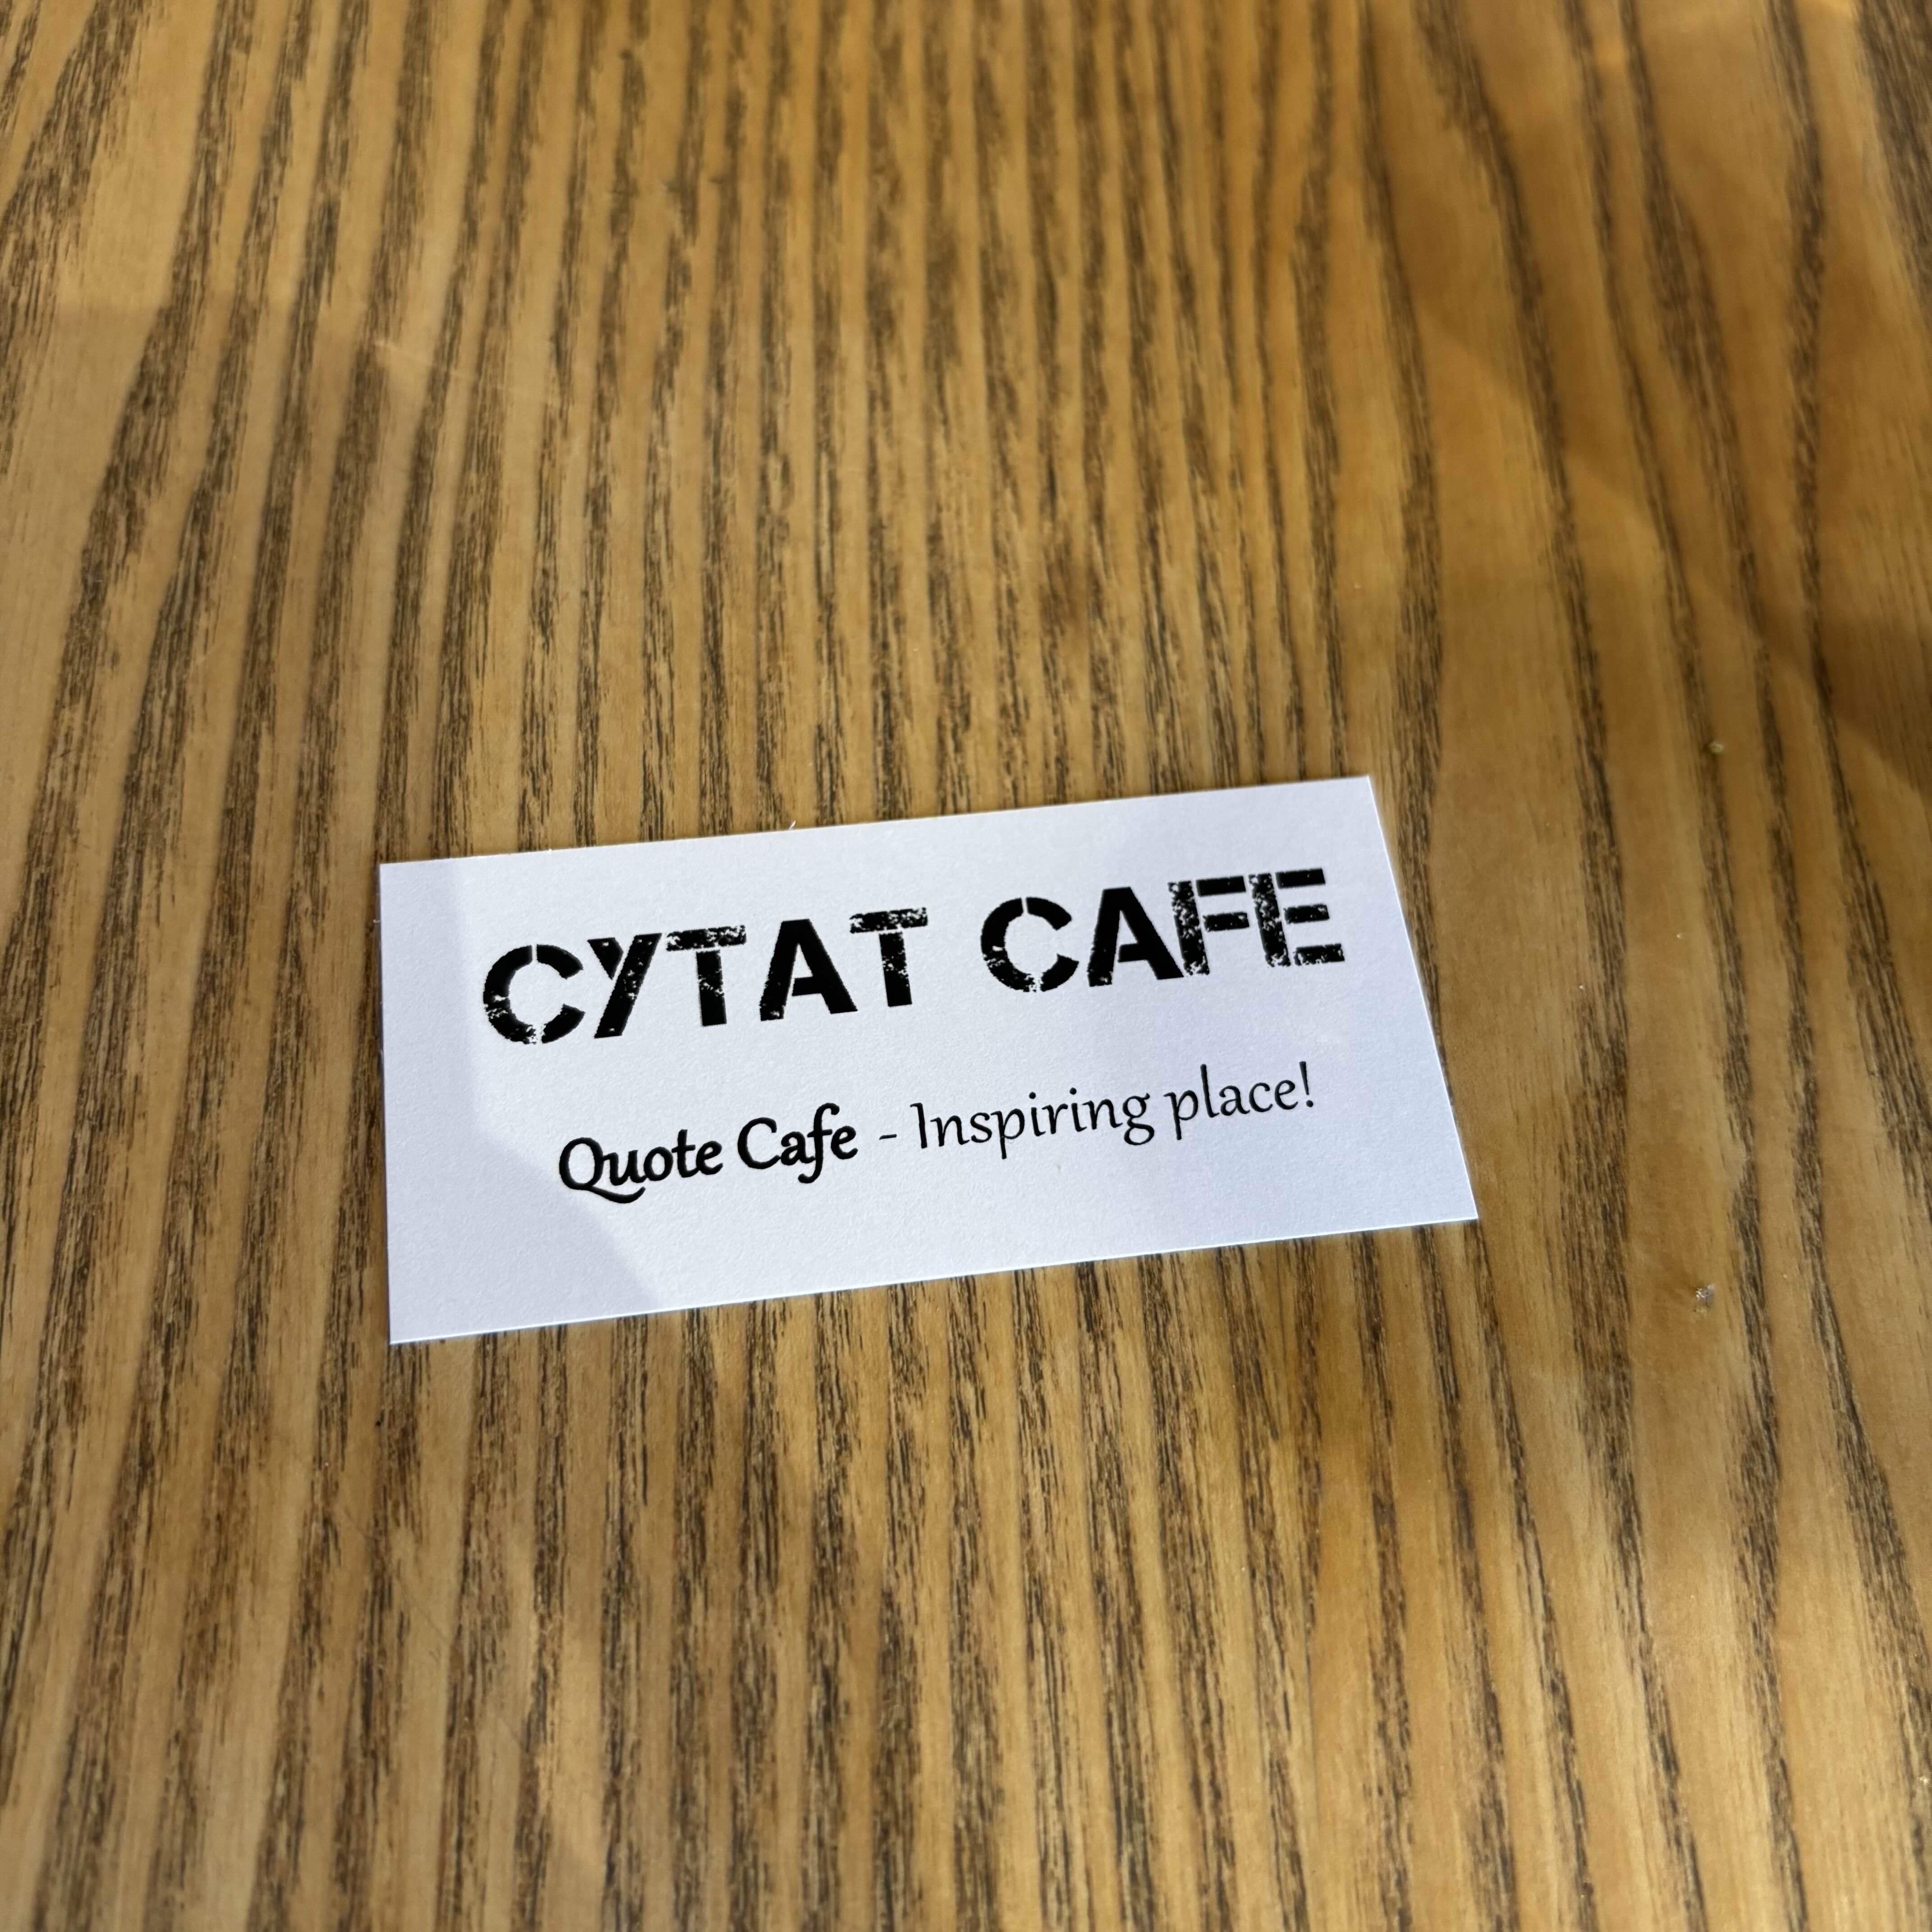 CYTAT CAFE
Quote Cafe - Inspiring place!